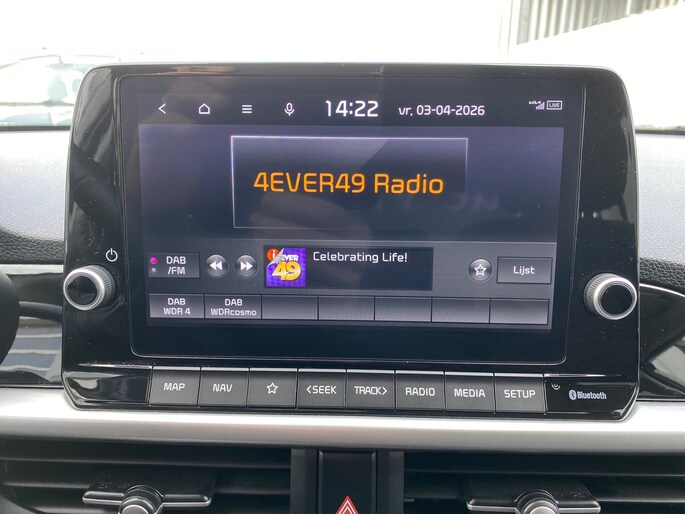 14:22 vr, 03-04-2026 LIVE
4EVER49 Radio
DAB
/FM
4EVER
49
Celebrating Life!
Lijst
DAB
WDR 4
DAB
WDRcosmo
MAP NAV <SEEK TRACK> RADIO MEDIA SETUP Bluetooth